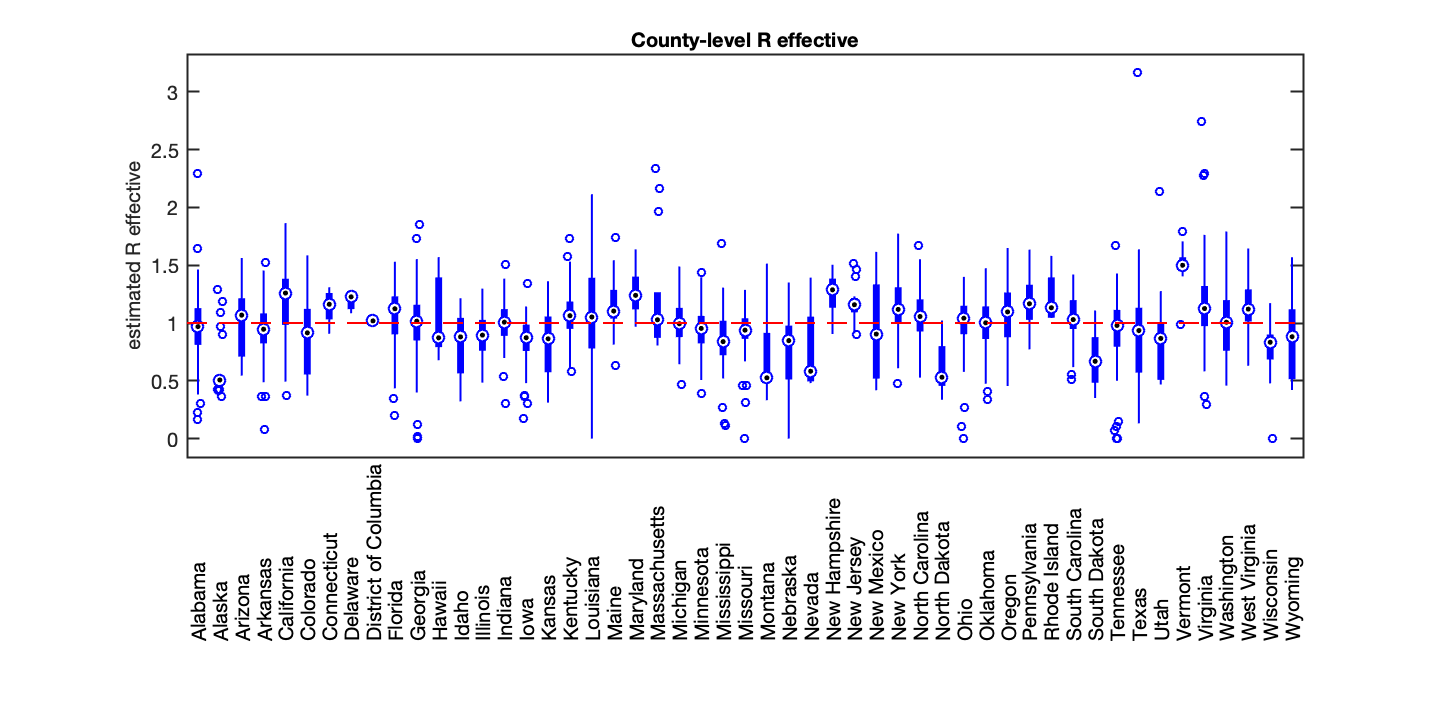 County-level R effective
estimated R effective
3
2.5
2
1.5
1
0.5
0
Alabama
Alaska
Arizona
Arkansas
California
Colorado
Connecticut
Delaware
District of Columbia
Florida
Georgia
Hawaii
Idaho
Illinois
Indiana
Iowa
Kansas
Kentucky
Louisiana
Maine
Maryland
Massachusetts
Michigan
Minnesota
Mississippi
Missouri
Montana
Nebraska
Nevada
New Hampshire
New Jersey
New Mexico
New York
North Carolina
North Dakota
Ohio
Oklahoma
Oregon
Pennsylvania
Rhode Island
South Carolina
South Dakota
Tennessee
Texas
Utah
Vermont
Virginia
Washington
West Virginia
Wisconsin
Wyoming